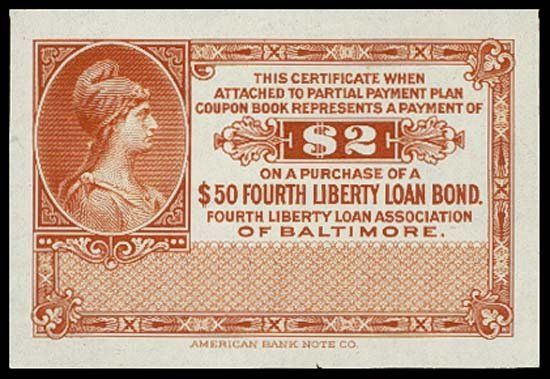 THIS CERTIFICATE WHEN
ATTACHED TO PARTIAL PAYMENT PLAN
COUPON BOOK REPRESENTS A PAYMENT OF
$2
ON A PURCHASE OF A
$50 FOURTH LIBERTY LOAN BOND.
FOURTH LIBERTY LOAN ASSOCIATION
OF BALTIMORE.
AMERICAN BANK NOTE CO.